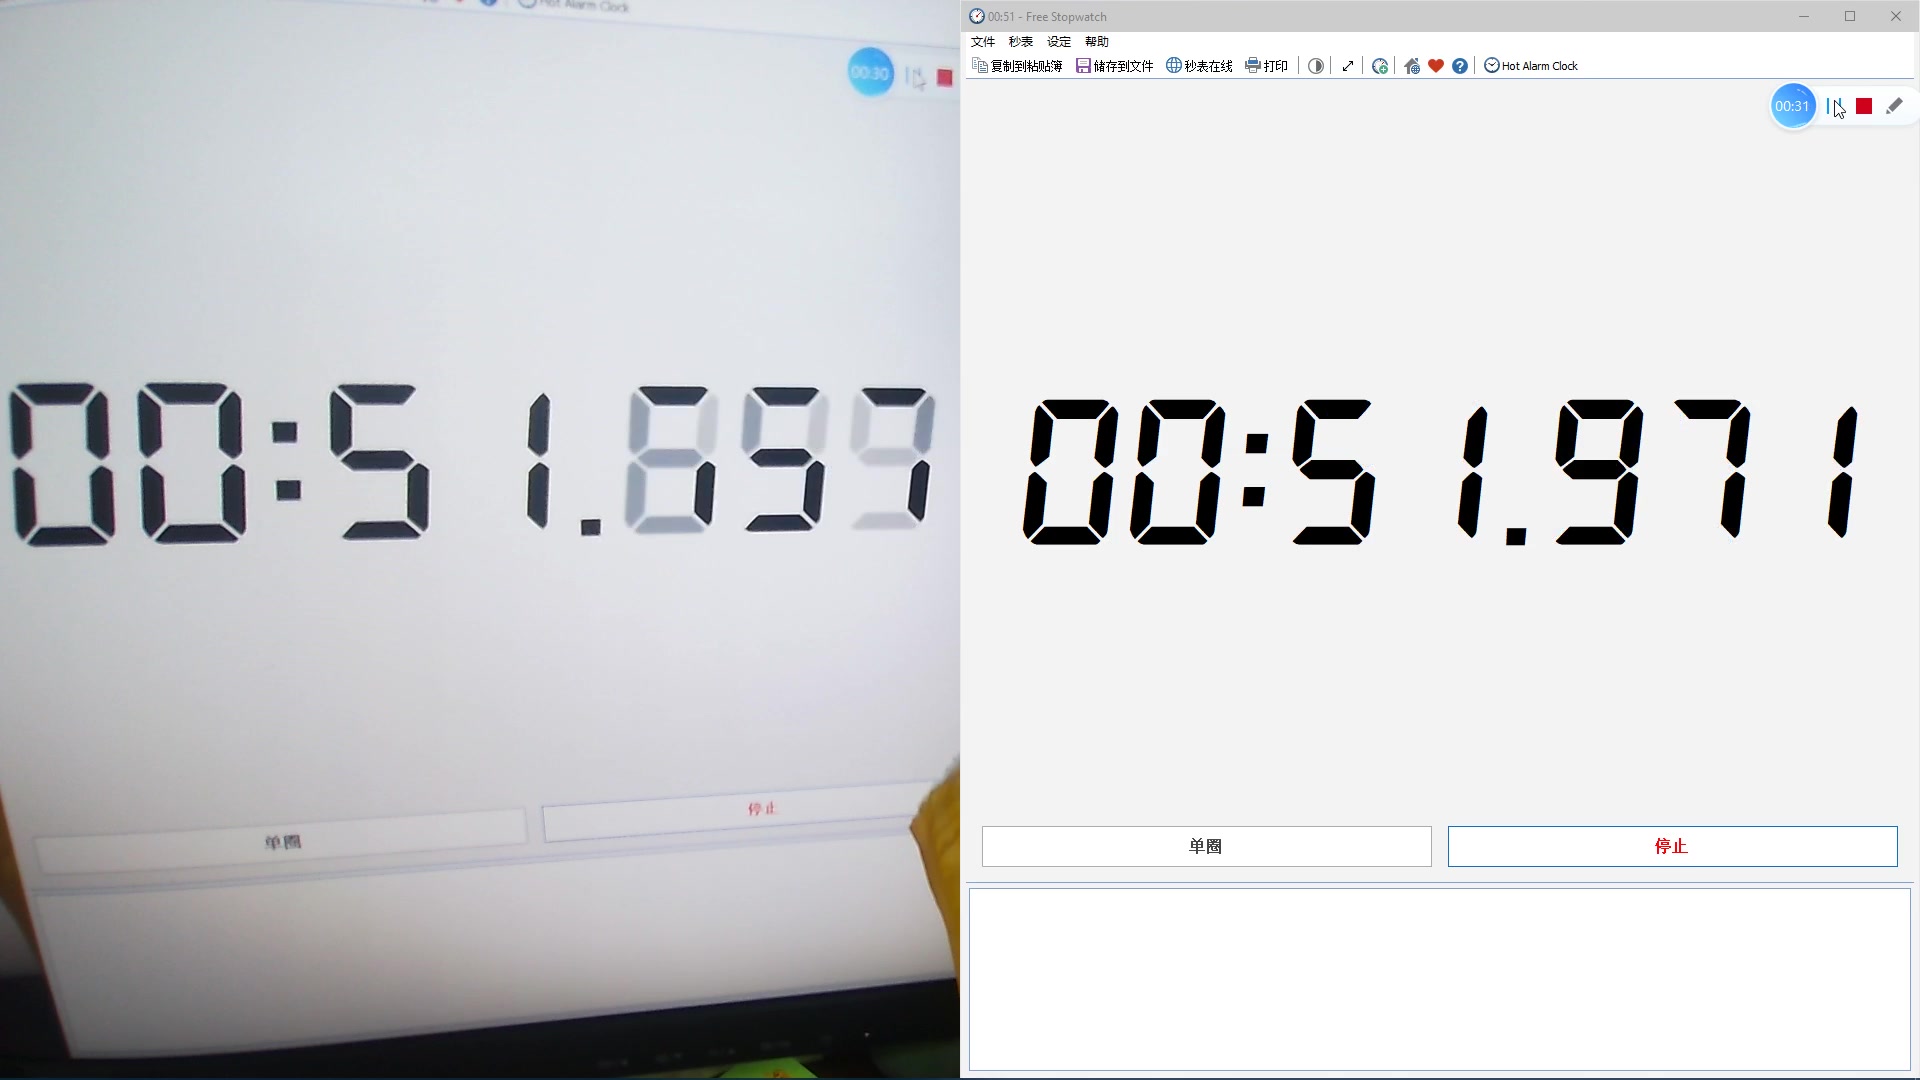 Hot Alarm Clock
00:30
00:51
单圈
停止
00:51 - Free Stopwatch
文件 秒表 设定 帮助
复制到粘贴簿 储存到文件 秒表在线 打印 Hot Alarm Clock
00:31
00:51.971
单圈
停止